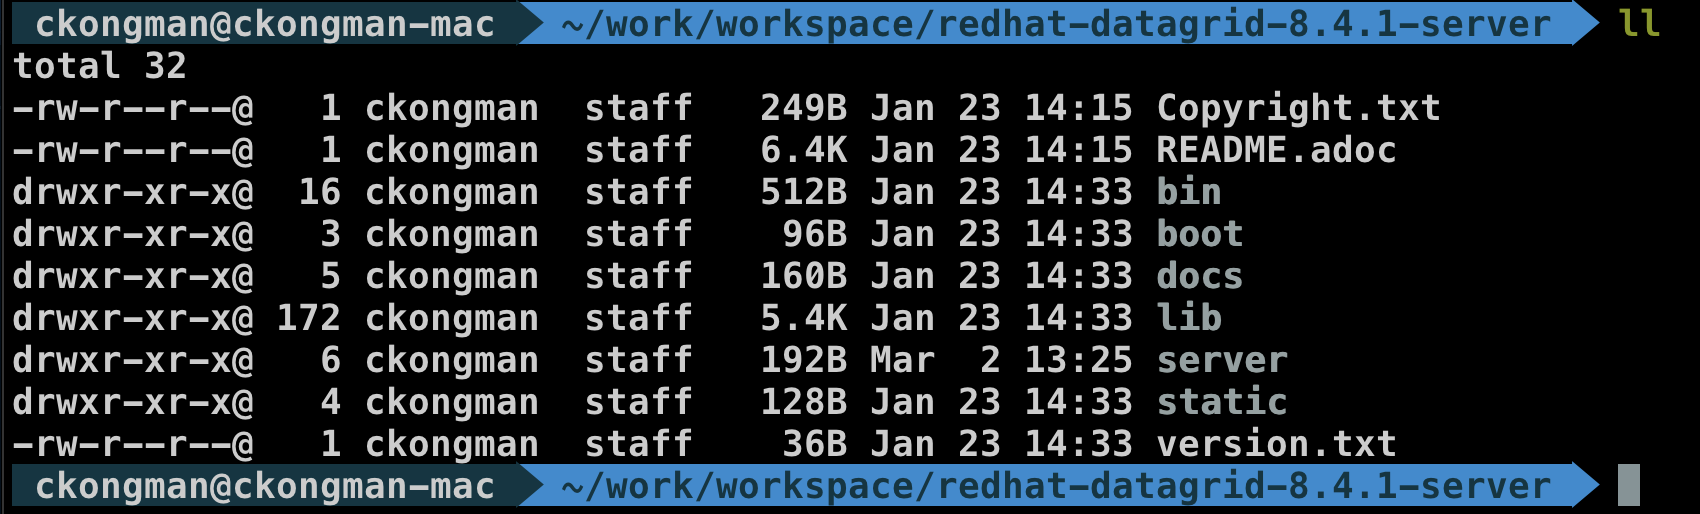 ckongman@ckongman-mac ~/work/workspace/redhat-datagrid-8.4.1-server ll
total 32
-rw-r--r--@   1 ckongman  staff   249B Jan 23 14:15 Copyright.txt
-rw-r--r--@   1 ckongman  staff   6.4K Jan 23 14:15 README.adoc
drwxr-xr-x@  16 ckongman  staff   512B Jan 23 14:33 bin
drwxr-xr-x@   3 ckongman  staff    96B Jan 23 14:33 boot
drwxr-xr-x@   5 ckongman  staff   160B Jan 23 14:33 docs
drwxr-xr-x@ 172 ckongman  staff   5.4K Jan 23 14:33 lib
drwxr-xr-x@   6 ckongman  staff   192B Mar  2 13:25 server
drwxr-xr-x@   4 ckongman  staff   128B Jan 23 14:33 static
-rw-r--r--@   1 ckongman  staff    36B Jan 23 14:33 version.txt
ckongman@ckongman-mac ~/work/workspace/redhat-datagrid-8.4.1-server